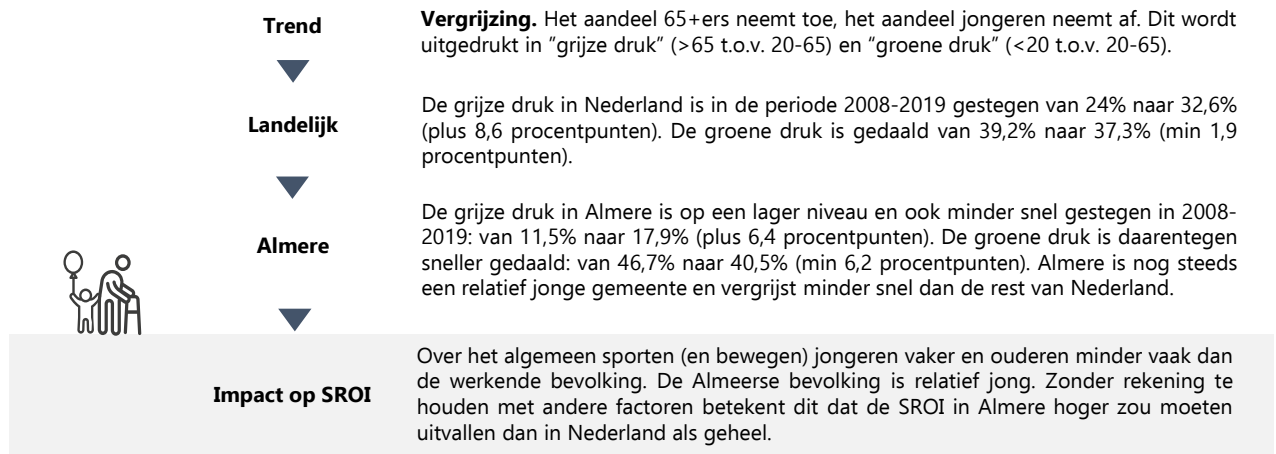 Trend
Vergrijzing. Het aandeel 65+ers neemt toe, het aandeel jongeren neemt af. Dit wordt
uitgedrukt in “grijze druk” (>65 t.o.v. 20-65) en “groene druk” (<20 t.o.v. 20-65).
Landelijk
De grijze druk in Nederland is in de periode 2008-2019 gestegen van 24% naar 32,6%
(plus 8,6 procentpunten). De groene druk is gedaald van 39,2% naar 37,3% (min 1,9
procentpunten).
Almere
De grijze druk in Almere is op een lager niveau en ook minder snel gestegen in 2008-
2019: van 11,5% naar 17,9% (plus 6,4 procentpunten). De groene druk is daarentegen
sneller gedaald: van 46,7% naar 40,5% (min 6,2 procentpunten). Almere is nog steeds
een relatief jonge gemeente en vergrijst minder snel dan de rest van Nederland.
Impact op SROI
Over het algemeen sporten (en bewegen) jongeren vaker en ouderen minder vaak dan
de werkende bevolking. De Almeerse bevolking is relatief jong. Zonder rekening te
houden met andere factoren betekent dit dat de SROI in Almere hoger zou moeten
uitvallen dan in Nederland als geheel.